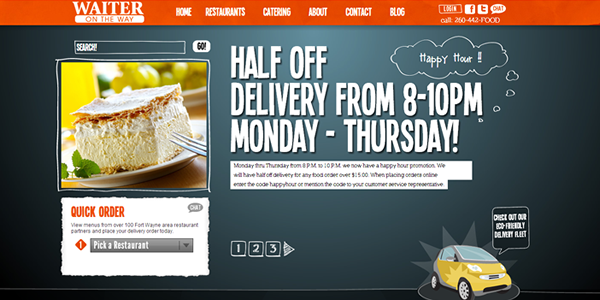 WAITER
ON THE WAY
HOME RESTAURANTS CATERING ABOUT CONTACT BLOG
LOGIN CHAT
call: 260-442-FOOD
SEARCH! GO!
Happy Hour !!!
HALF OFF
DELIVERY FROM 8-10PM
MONDAY - THURSDAY!
Monday thru Thursday from 8 P.M. to 10 P.M. we now have a happy hour promotion. We
will have half off delivery for any food order over $15.00. When placing orders online
enter the code happyhour or mention the code to your customer service representative.
QUICK ORDER CHAT
View menus from over 100 Fort Wayne area restaurant
partners and place your delivery order today.
1 Pick a Restaurant
1 2 3
CHECK OUT OUR
ECO-FRIENDLY
DELIVERY FLEET